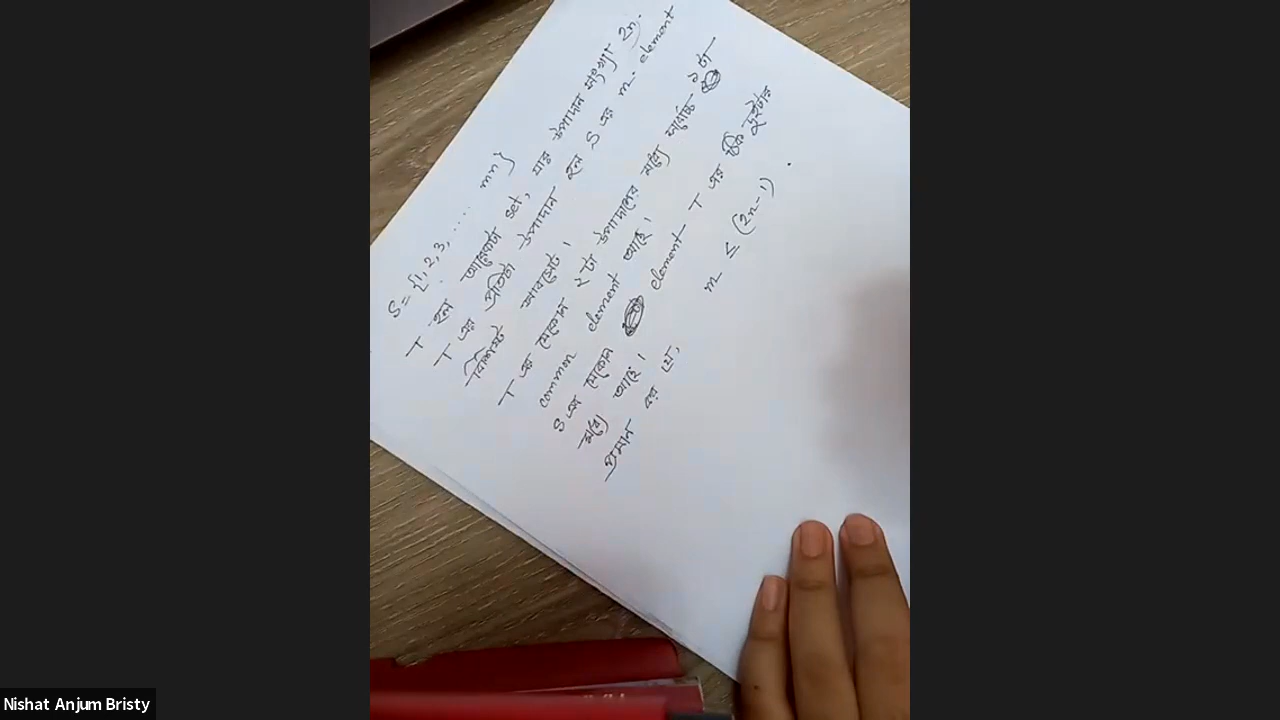 S = {1, 2, 3, ..... mn}
T হল আরেকটা set, যার উপাদান সংখ্যা 2n.
T এর প্রতিটা উপাদান হল S এর m-element
বিশিষ্ট সাবসেট।
T এর যেকোন ২টা উপাদানের মধ্যে সর্বোচ্চ ১টা
common element আছে।
S এর যেকোন element T এর ঠিক দুইটার
মধ্যে আছে।
প্রমান কর যে,
m ≤ (2n-1)
Nishat Anjum Bristy